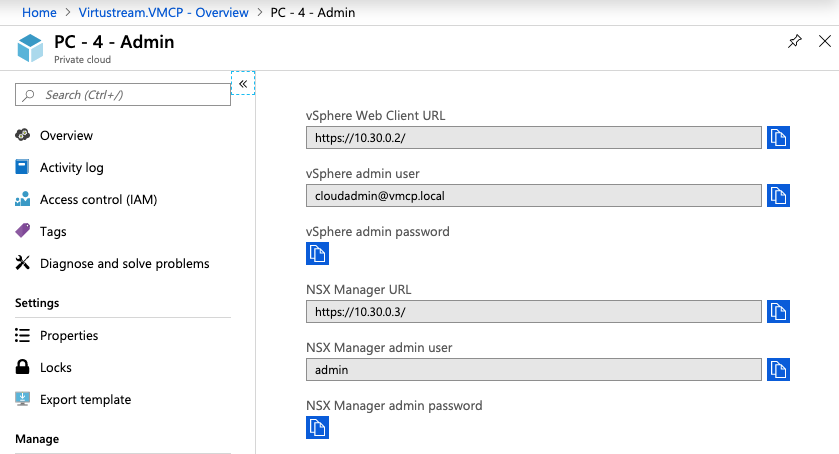 Home > Virtustream.VMCP - Overview > PC - 4 - Admin
PC - 4 - Admin
Private cloud
Search (Ctrl+/)
«
Overview
Activity log
Access control (IAM)
Tags
Diagnose and solve problems
Settings
Properties
Locks
Export template
Manage
vSphere Web Client URL
https://10.30.0.2/
vSphere admin user
cloudadmin@vmcp.local
vSphere admin password
NSX Manager URL
https://10.30.0.3/
NSX Manager admin user
admin
NSX Manager admin password